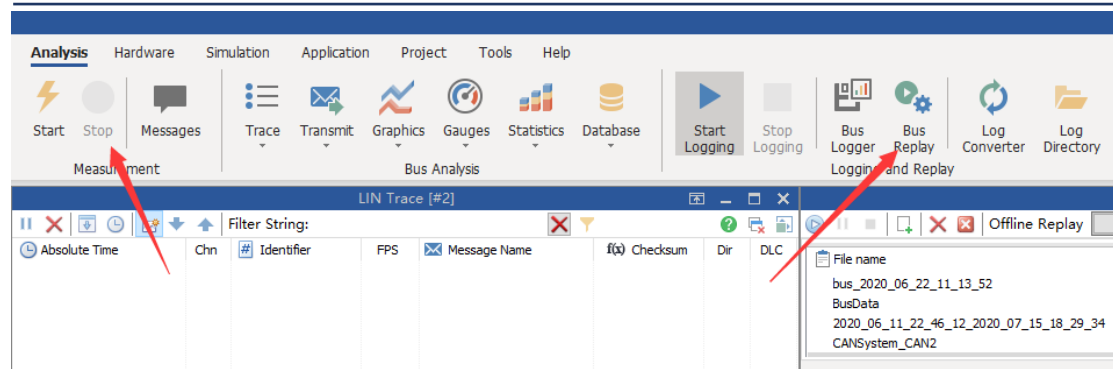 Analysis Hardware Simulation Application Project Tools Help
Start Stop Messages Trace Transmit Graphics Gauges Statistics Database Start Logging Stop Logging Bus Logger Bus Replay Log Converter Log Directory
Measurement Bus Analysis Logging and Replay
LIN Trace [#2]
Filter String: Offline Replay
Absolute Time Chn # Identifier FPS Message Name f(x) Checksum Dir DLC
File name
bus_2020_06_22_11_13_52
BusData
2020_06_11_22_46_12_2020_07_15_18_29_34
CANSystem_CAN2